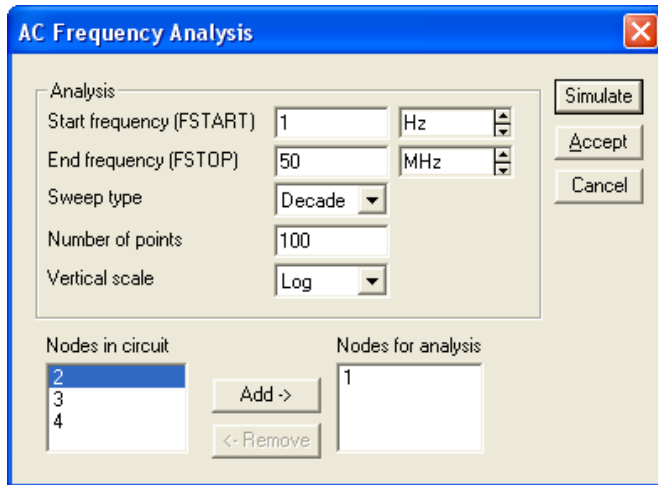 AC Frequency Analysis
Analysis
Start frequency (FSTART) 1 Hz
End frequency (FSTOP) 50 MHz
Sweep type Decade
Number of points 100
Vertical scale Log
Simulate
Accept
Cancel
Nodes in circuit
2
3
4
Add ->
<- Remove
Nodes for analysis
1